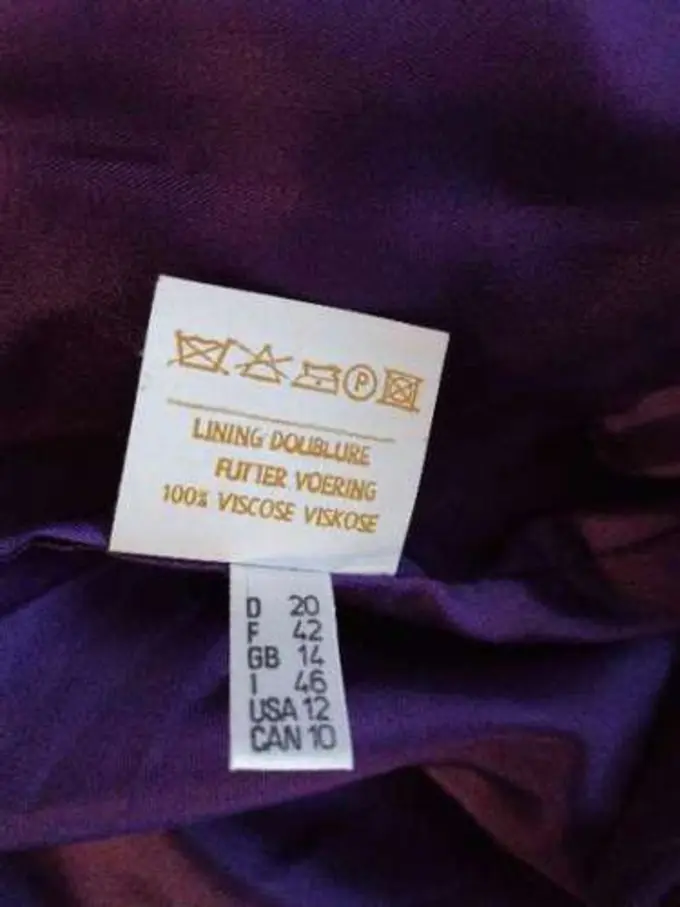 P
LINING DOUBLURE
FUTTER VOERING
100% VISCOSE VISKOSE
D 20
F 42
GB 14
I 46
USA 12
CAN 10